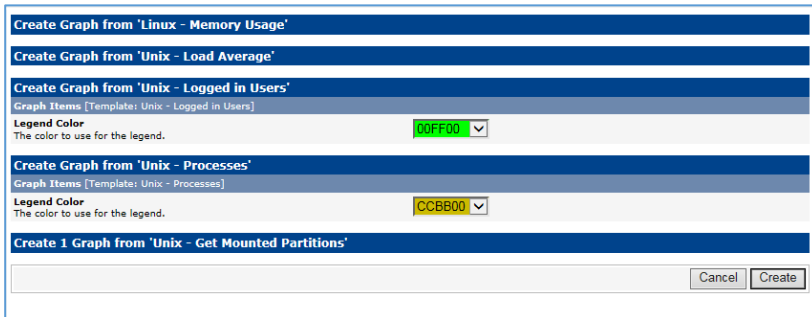 Create Graph from 'Linux - Memory Usage'
Create Graph from 'Unix - Load Average'
Create Graph from 'Unix - Logged in Users'
Graph Items [Template: Unix - Logged in Users]
Legend Color
The color to use for the legend.
00FF00
Create Graph from 'Unix - Processes'
Graph Items [Template: Unix - Processes]
Legend Color
The color to use for the legend.
CCBB00
Create 1 Graph from 'Unix - Get Mounted Partitions'
Cancel Create